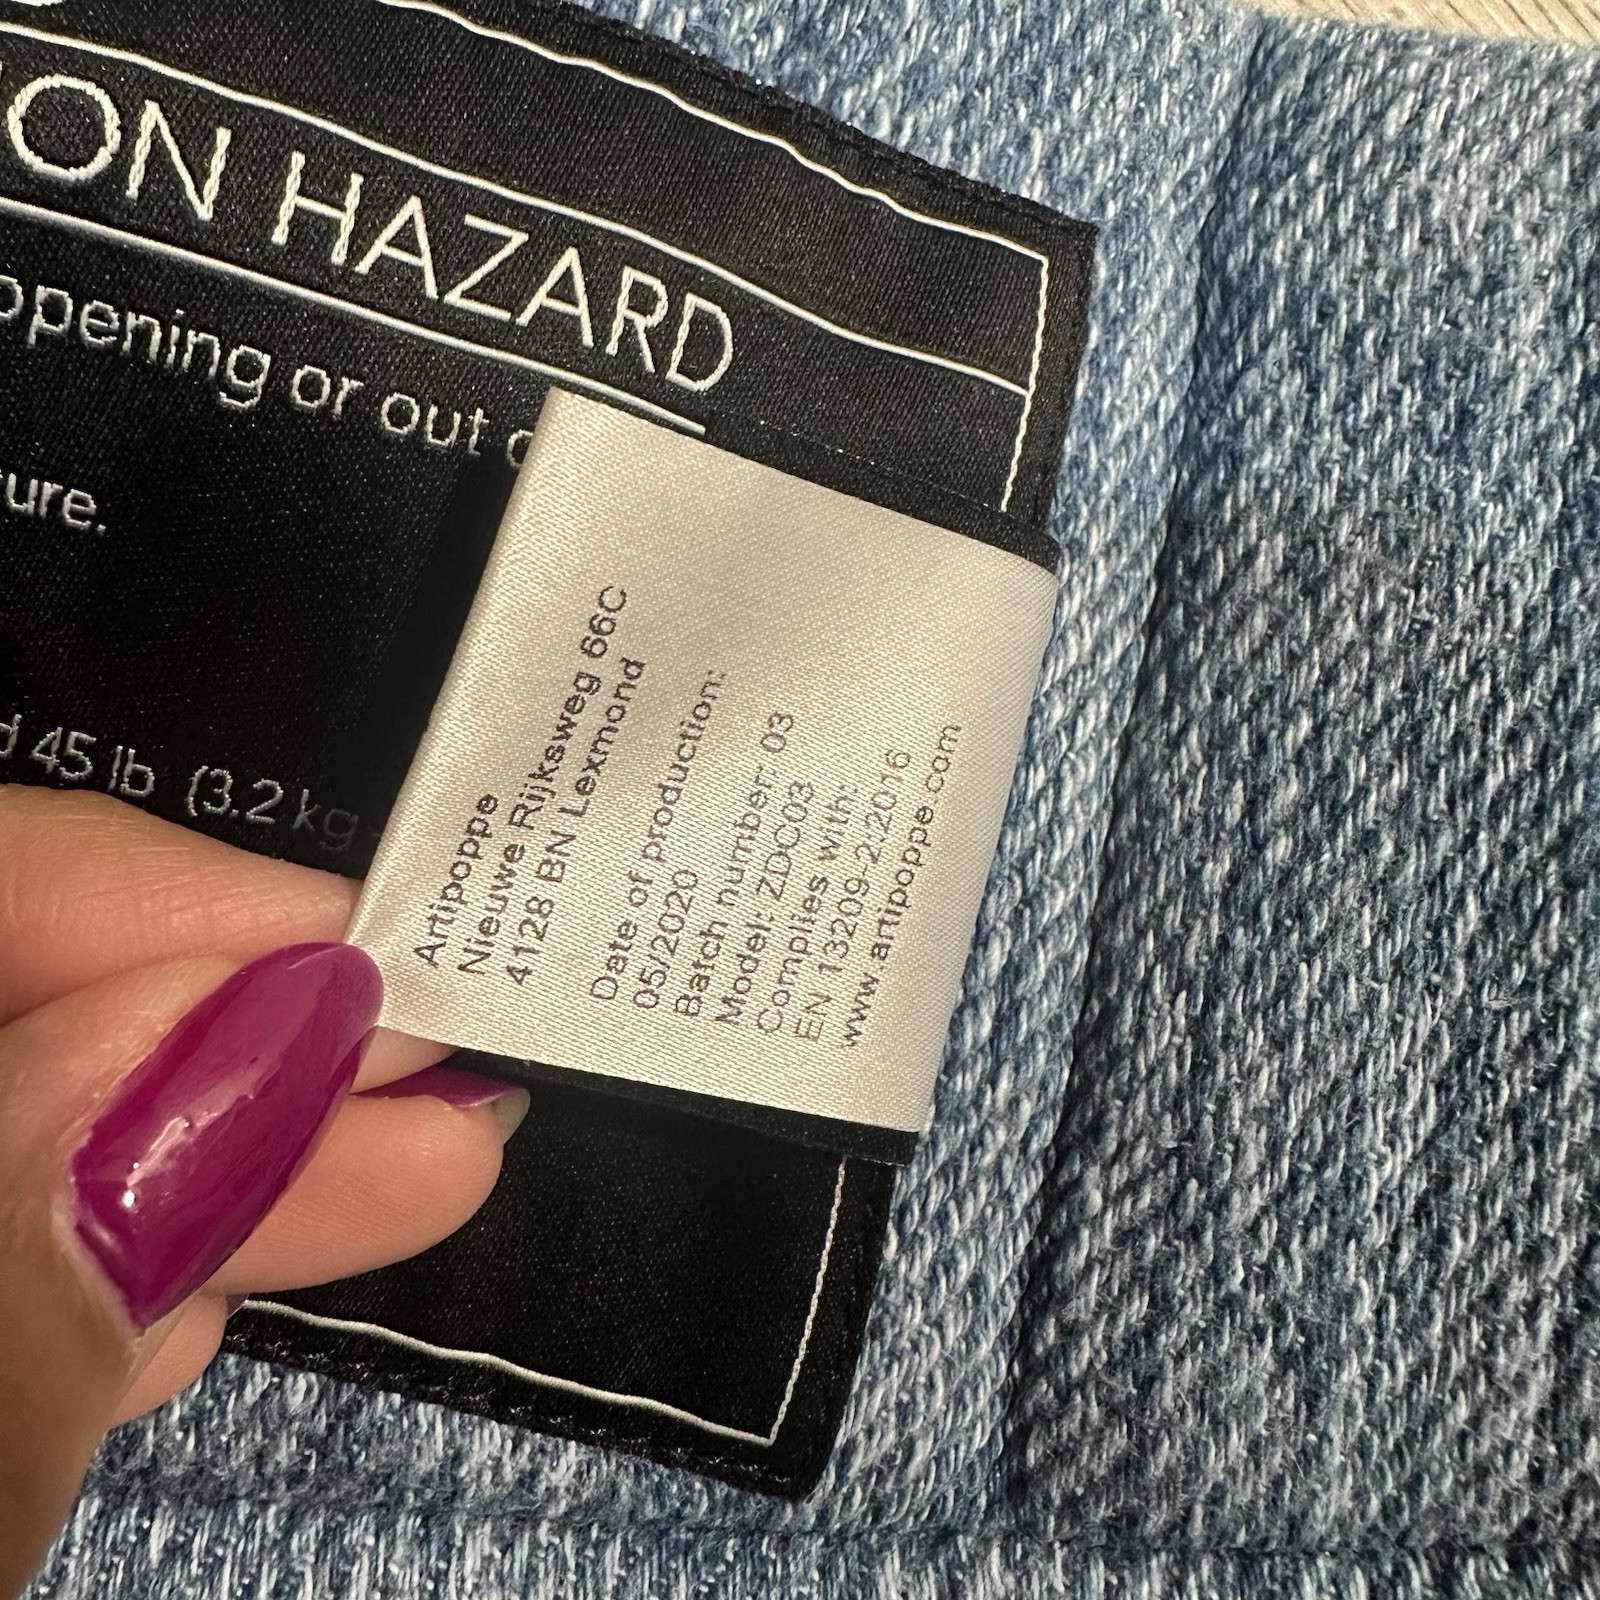 ON HAZARD
opening or out
ure.
45 lb (3.2 kg
Artipoppe
Nieuwe Rijksweg 66C
4128 BN Lexmond
Date of production:
05/2020
Batch number: 03
Model: ZDC03
Complies with:
EN 13209-2:2016
www.artipoppe.com